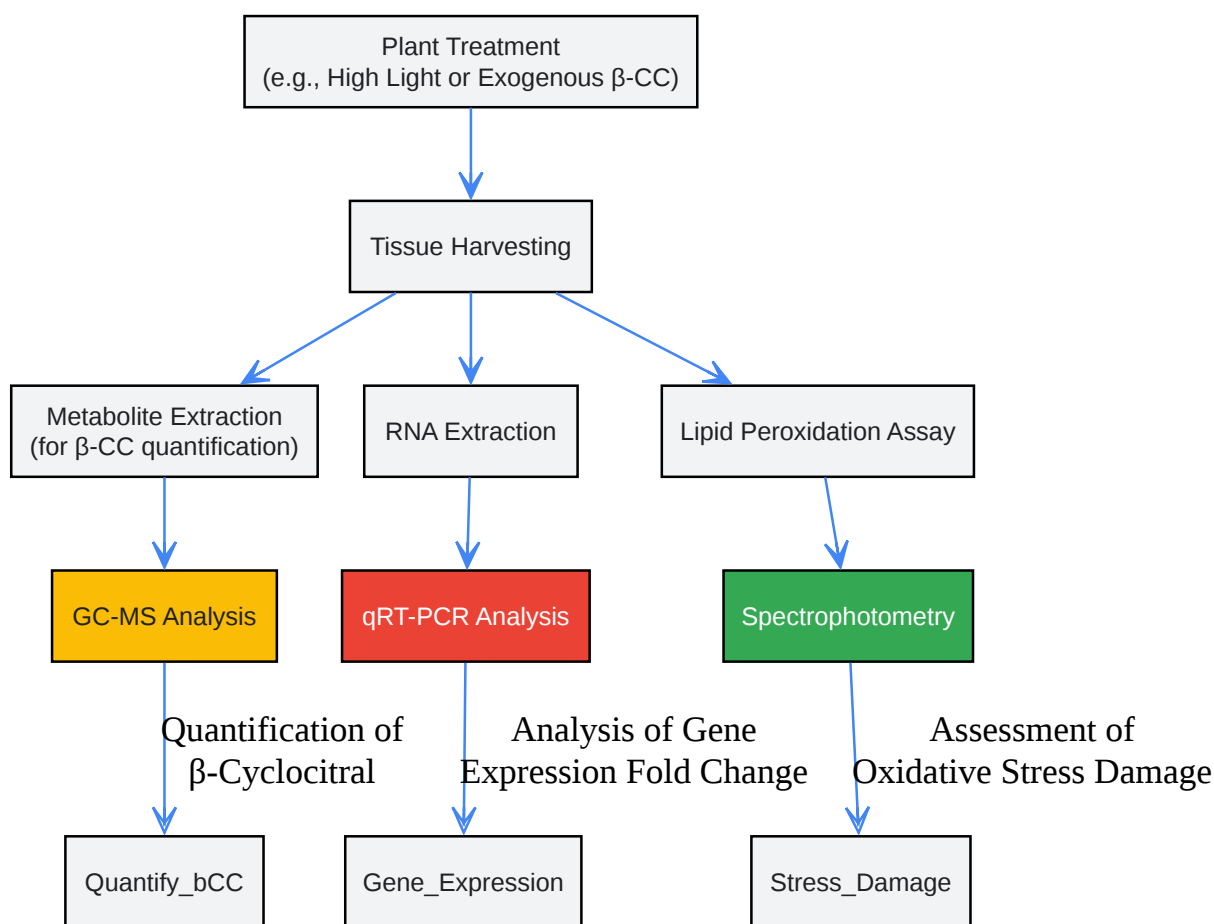 Plant Treatment
(e.g., High Light or Exogenous β-CC)
Tissue Harvesting
Metabolite Extraction
(for β-CC quantification)
RNA Extraction
Lipid Peroxidation Assay
GC-MS Analysis
qRT-PCR Analysis
Spectrophotometry
Quantification of
β-Cyclocitral
Analysis of Gene
Expression Fold Change
Assessment of
Oxidative Stress Damage
Quantify_bCC
Gene_Expression
Stress_Damage